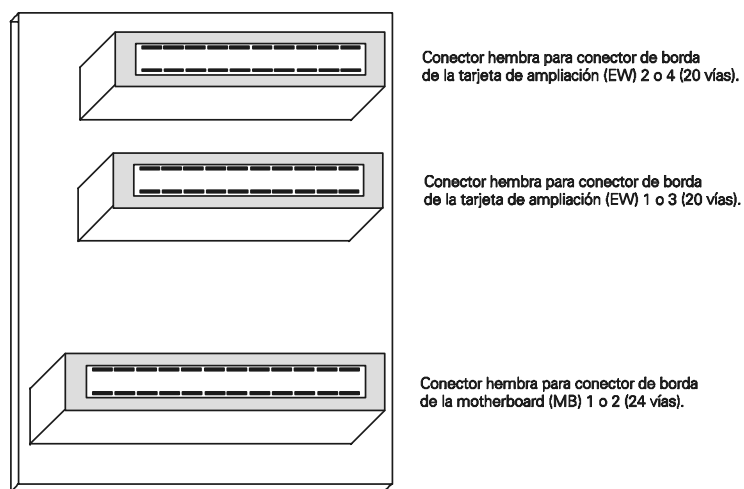 Conector hembra para conector de borda
de la tarjeta de ampliación (EW) 2 o 4 (20 vías).
Conector hembra para conector de borda
de la tarjeta de ampliación (EW) 1 o 3 (20 vías).
Conector hembra para conector de borda
de la motherboard (MB) 1 o 2 (24 vías).